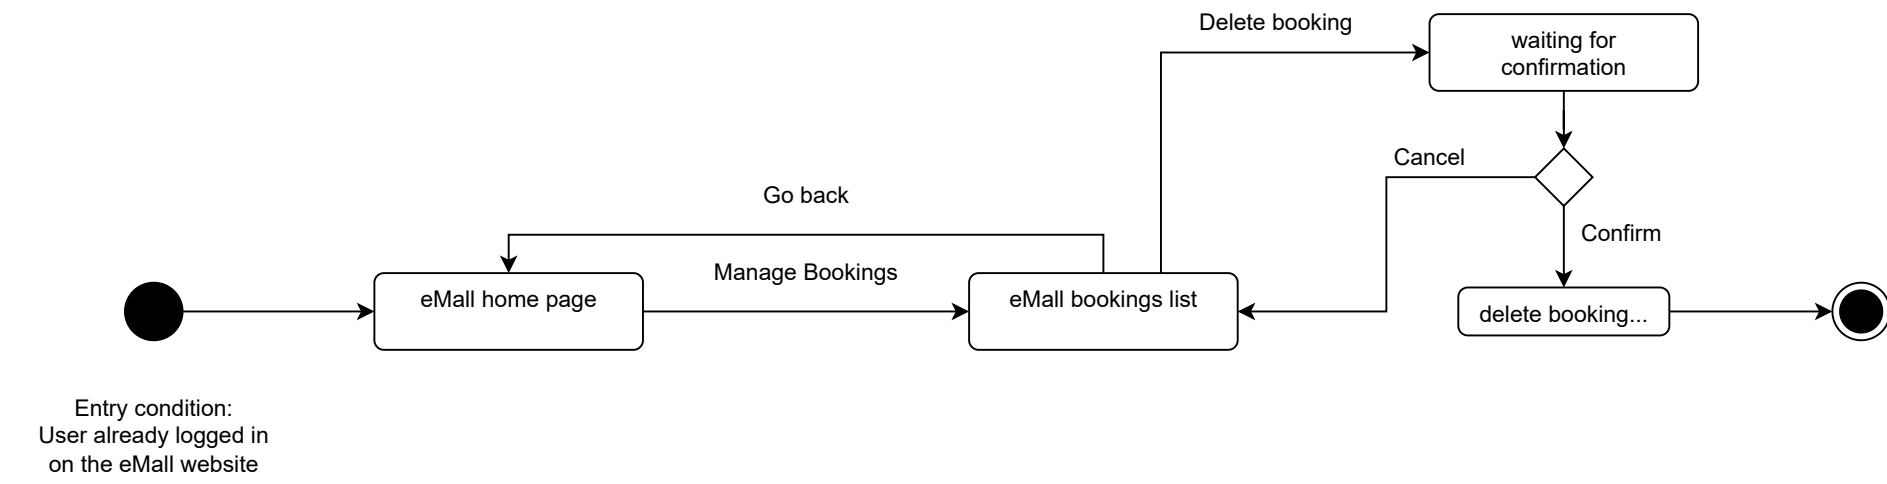 Delete booking
waiting for
confirmation
Cancel
Go back
Confirm
Manage Bookings
eMall home page
eMall bookings list
delete booking...
Entry condition:
User already logged in
on the eMall website